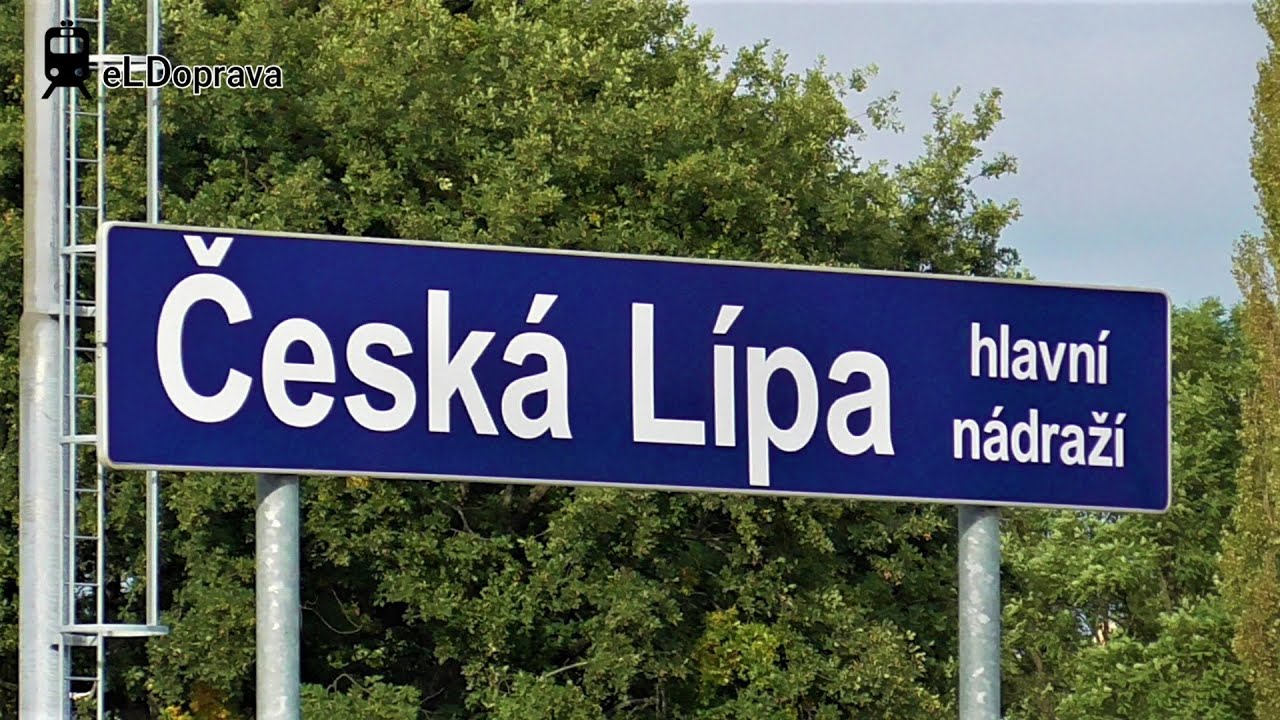 eLDoprava
Česká Lípa
hlavní
nádraží